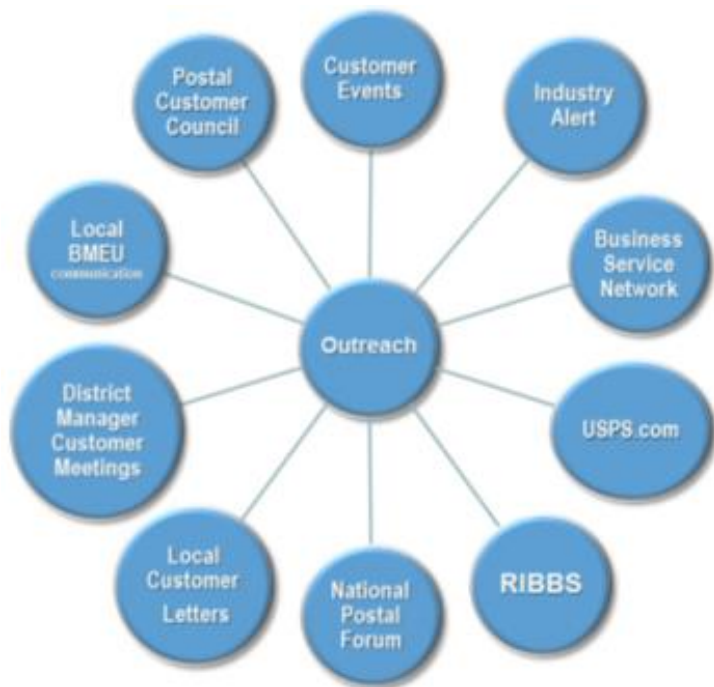 Customer
Events
Industry
Alert
Business
Service
Network
USPS.com
RIBBS
National
Postal
Forum
Local
Customer
Letters
District
Manager
Customer
Meetings
Local
BMEU
communication
Postal
Customer
Council
Outreach